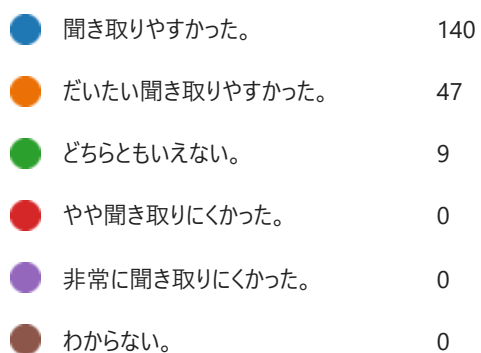 聞き取りやすかった。 140
だいたい聞き取りやすかった。 47
どちらともいえない。 9
やや聞き取りにくかった。 0
非常に聞き取りにくかった。 0
わからない。 0